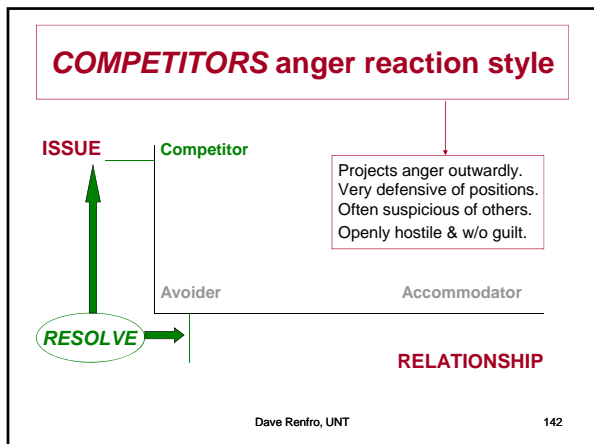 COMPETITORS anger reaction style
ISSUE
Competitor
Projects anger outwardly.
Very defensive of positions.
Often suspicious of others.
Openly hostile & w/o guilt.
Avoider
Accommodator
RESOLVE
RELATIONSHIP
Dave Renfro, UNT
142